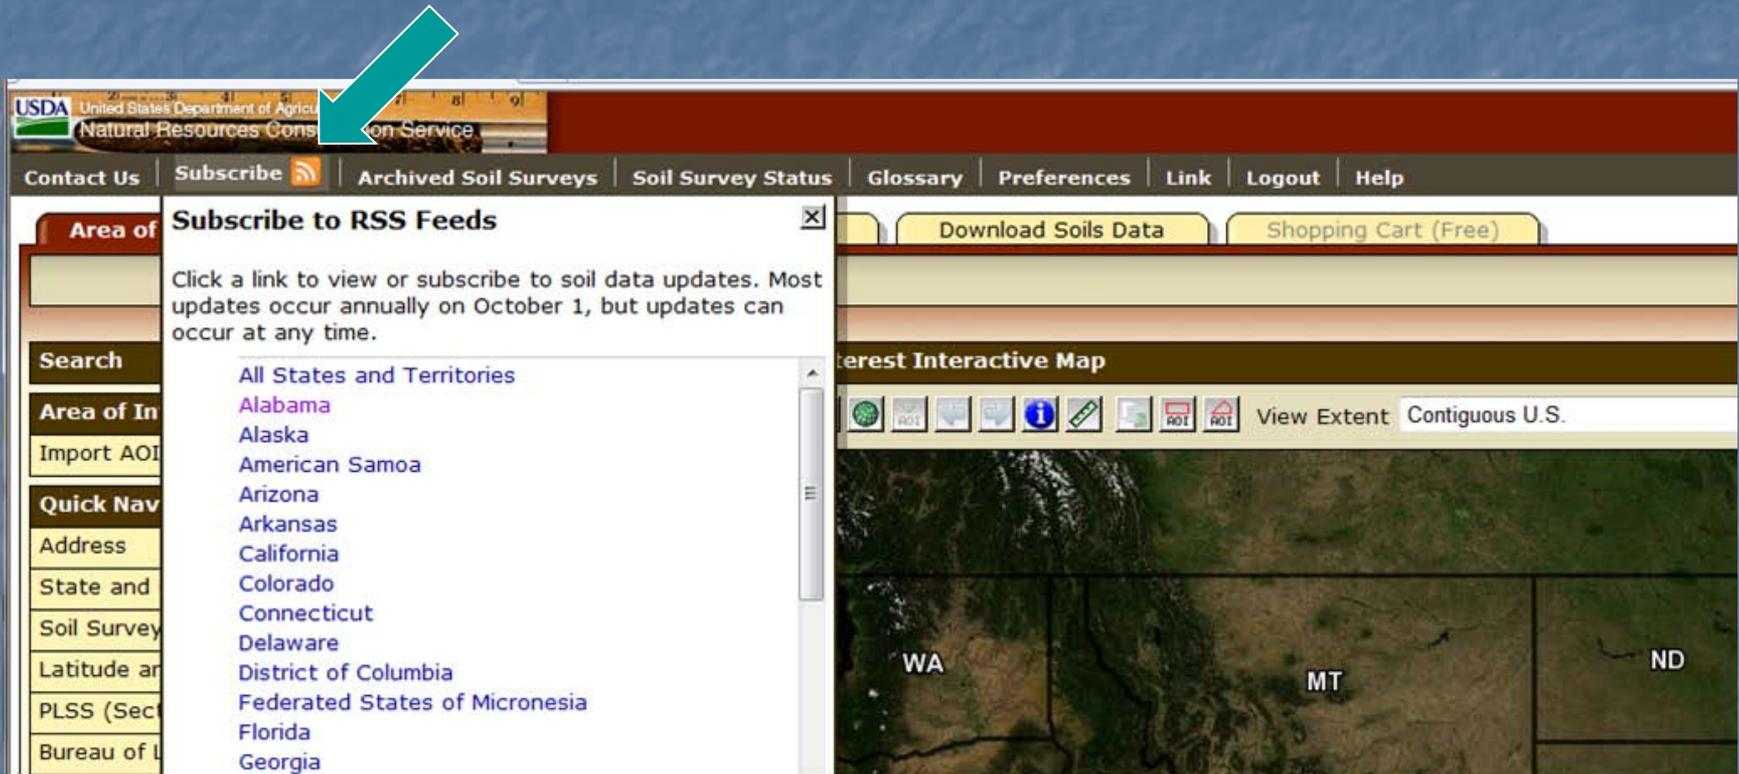 USDA United States Department of Agricu
Natural Resources Cons on Service
Contact Us Subscribe Archived Soil Surveys Soil Survey Status Glossary Preferences Link Logout Help
Area of Download Soils Data Shopping Cart (Free)
Subscribe to RSS Feeds
Click a link to view or subscribe to soil data updates. Most
updates occur annually on October 1, but updates can
occur at any time.
All States and Territories
Alabama
Alaska
American Samoa
Arizona
Arkansas
California
Colorado
Connecticut
Delaware
District of Columbia
Federated States of Micronesia
Florida
Georgia
Search
Area of In
Import AOI
Quick Nav
Address
State and
Soil Survey
Latitude an
PLSS (Sect
Bureau of L
erest Interactive Map
AOI AOI AOI View Extent Contiguous U.S.
WA
MT
ND